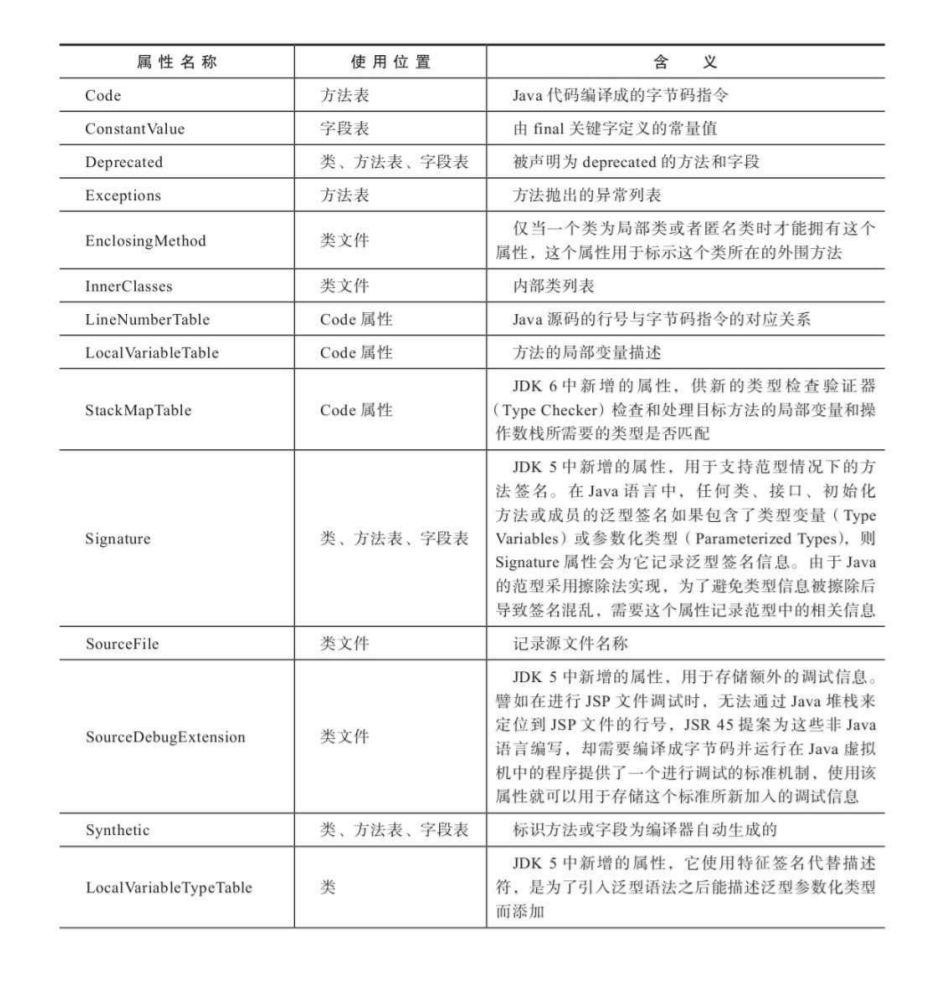 属性名称 使用位置 含 义
Code 方法表 Java 代码编译成的字节码指令
ConstantValue 字段表 由 final 关键字定义的常量值
Deprecated 类、方法表、字段表 被声明为 deprecated 的方法和字段
Exceptions 方法表 方法抛出的异常列表
EnclosingMethod 类文件 仅当一个类为局部类或者匿名类时才能拥有这个
属性，这个属性用于标示这个类所在的外围方法
InnerClasses 类文件 内部类列表
LineNumberTable Code 属性 Java 源码的行号与字节码指令的对应关系
LocalVariableTable Code 属性 方法的局部变量描述
StackMapTable Code 属性 JDK 6 中新增的属性，供新的类型检查验证器
（Type Checker）检查和处理目标方法的局部变量和操
作数栈所需要的类型是否匹配
Signature 类、方法表、字段表 JDK 5 中新增的属性，用于支持范型情况下的方
法签名。在 Java 语言中，任何类、接口、初始化
方法或成员的泛型签名如果包含了类型变量（Type
Variables）或参数化类型（Parameterized Types），则
Signature 属性会为它记录泛型签名信息。由于 Java
的范型采用擦除法实现，为了避免类型信息被擦除后
导致签名混乱，需要这个属性记录范型中的相关信息
SourceFile 类文件 记录源文件名称
SourceDebugExtension 类文件 JDK 5 中新增的属性，用于存储额外的调试信息。
譬如在进行 JSP 文件调试时，无法通过 Java 堆栈来
定位到 JSP 文件的行号，JSR 45 提案为这些非 Java
语言编写，却需要编译成字节码并运行在 Java 虚拟
机中的程序提供了一个进行调试的标准机制，使用该
属性就可以用于存储这个标准所新加入的调试信息
Synthetic 类、方法表、字段表 标识方法或字段为编译器自动生成的
LocalVariableTypeTable 类 JDK 5 中新增的属性，它使用特征签名代替描述
符，是为了引入泛型语法之后能描述泛型参数化类型
而添加